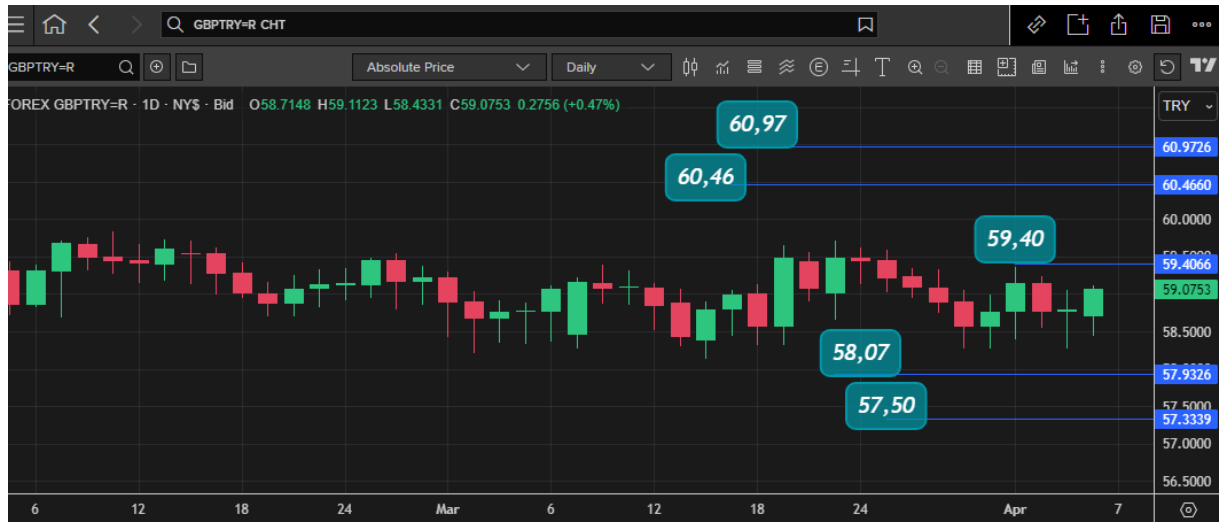 GBPTRY=R CHT
GBPTRY=R
Absolute Price
Daily
FOREX GBPTRY=R · 1D · NY$ · Bid O58.7148 H59.1123 L58.4331 C59.0753 0.2756 (+0.47%)
TRY
60,97
60.9726
60,46
60.4660
60.0000
59,40
59.4066
59.0753
58.5000
58,07
57.9326
57,50
57.5000
57.3339
57.0000
56.5000
6 12 18 24 Mar 6 12 18 24 Apr 7